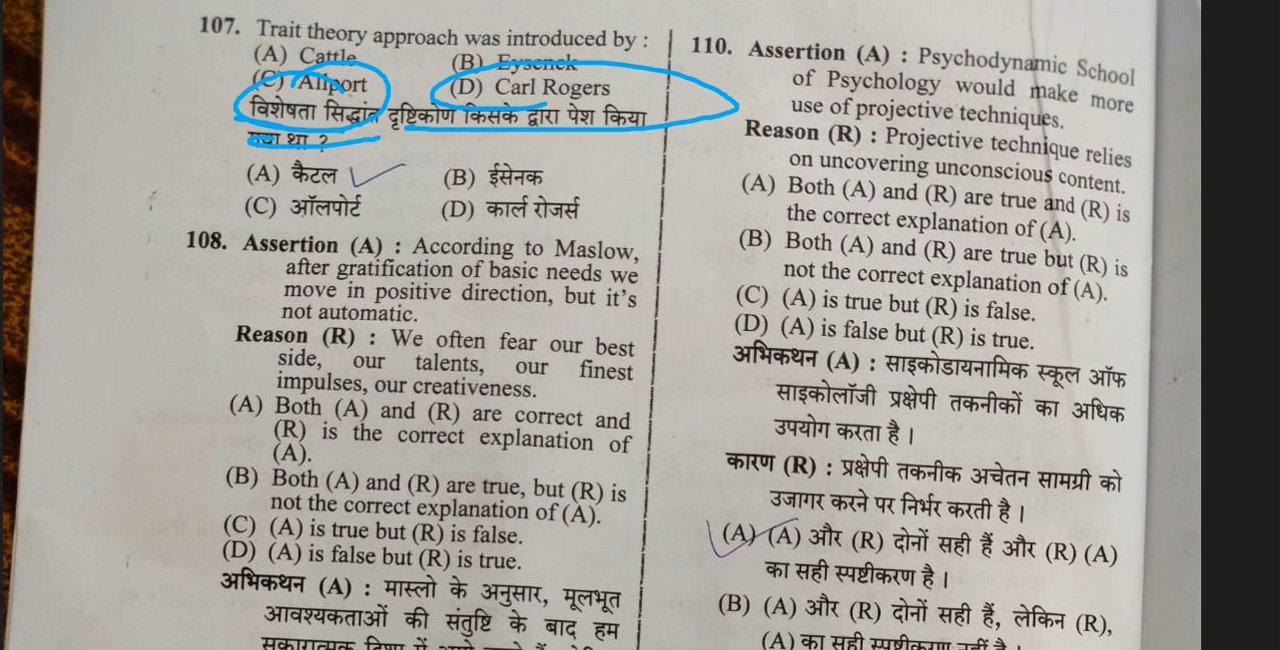 107. Trait theory approach was introduced by :
(A) Cattle (B) Eysenck
(C) Allport (D) Carl Rogers
विशेषता सिद्धांत दृष्टिकोण किसके द्वारा पेश किया
गया था ?
(A) कैटल (B) ईसेनक
(C) ऑलपोर्ट (D) कार्ल रोजर्स
108. Assertion (A) : According to Maslow,
after gratification of basic needs we
move in positive direction, but it's
not automatic.
Reason (R) : We often fear our best
side, our talents, our finest
impulses, our creativeness.
(A) Both (A) and (R) are correct and
(R) is the correct explanation of
(A).
(B) Both (A) and (R) are true, but (R) is
not the correct explanation of (A).
(C) (A) is true but (R) is false.
(D) (A) is false but (R) is true.
अभिकथन (A) : मास्लो के अनुसार, मूलभूत
आवश्यकताओं की संतुष्टि के बाद हम
सकारात्मक दिशा में
110. Assertion (A) : Psychodynamic School
of Psychology would make more
use of projective techniques.
Reason (R) : Projective technique relies
on uncovering unconscious content.
(A) Both (A) and (R) are true and (R) is
the correct explanation of (A).
(B) Both (A) and (R) are true but (R) is
not the correct explanation of (A).
(C) (A) is true but (R) is false.
(D) (A) is false but (R) is true.
अभिकथन (A) : साइकोडायनामिक स्कूल ऑफ
साइकोलॉजी प्रक्षेपी तकनीकों का अधिक
उपयोग करता है।
कारण (R) : प्रक्षेपी तकनीक अचेतन सामग्री को
उजागर करने पर निर्भर करती है।
(A) (A) और (R) दोनों सही हैं और (R) (A)
का सही स्पष्टीकरण है।
(B) (A) और (R) दोनों सही हैं, लेकिन (R),
(A) का सही स्पष्टीकरण नहीं है।